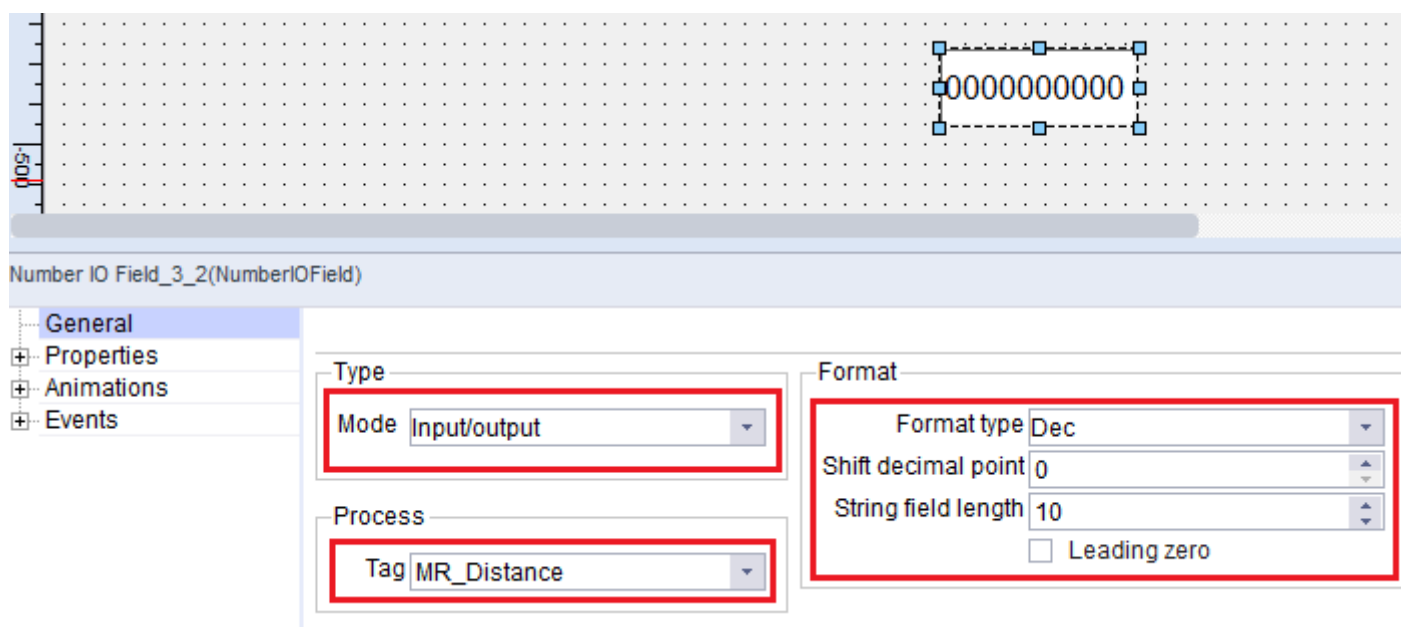 0000000000
-500
Number IO Field_3_2(NumberIOField)
General
Properties
Animations
Events
Type
Mode Input/output
Process
Tag MR_Distance
Format
Format type Dec
Shift decimal point 0
String field length 10
Leading zero